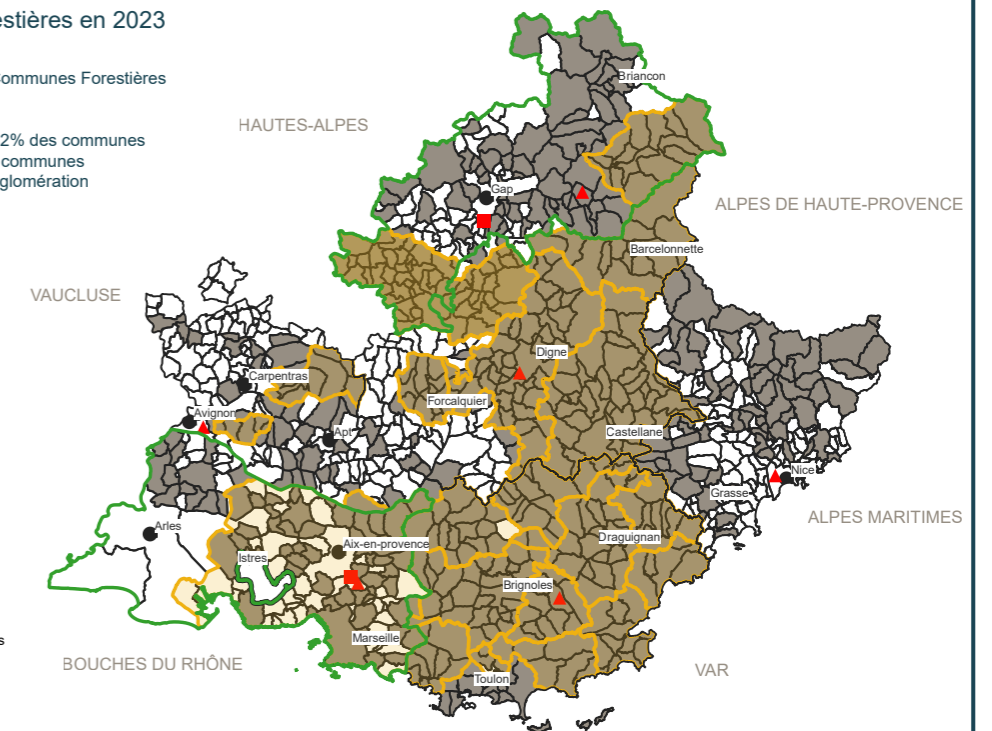 estières en 2023
Communes Forestières
2% des communes
communes
glomération
HAUTES-ALPES
Briancon
Gap
ALPES DE HAUTE-PROVENCE
Barcelonnette
VAUCLUSE
Digne
Carpentras
Forcalquier
Avignon
Apt
Castellane
Nice
Grasse
ALPES MARITIMES
Arles
Aix-en-provence
Draguignan
Istres
Brignoles
Marseille
s
BOUCHES DU RHÔNE
VAR
Toulon